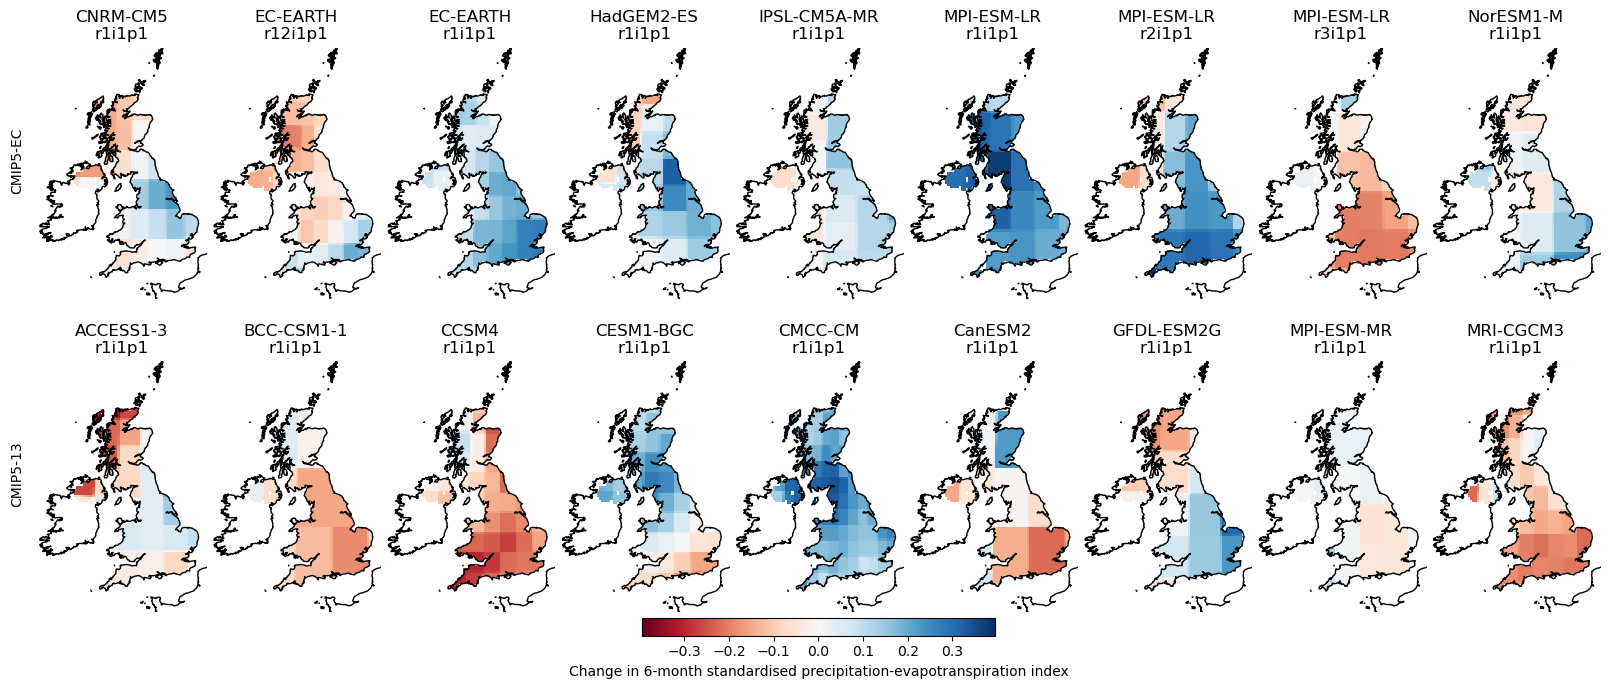 CNRM-CM5 EC-EARTH EC-EARTH HadGEM2-ES IPSL-CM5A-MR MPI-ESM-LR MPI-ESM-LR MPI-ESM-LR NorESM1-M
r1i1p1 r12i1p1 r1i1p1 r1i1p1 r1i1p1 r1i1p1 r2i1p1 r3i1p1 r1i1p1
CMIP5-EC
ACCESS1-3 BCC-CSM1-1 CCSM4 CESM1-BGC CMCC-CM CanESM2 GFDL-ESM2G MPI-ESM-MR MRI-CGCM3
r1i1p1 r1i1p1 r1i1p1 r1i1p1 r1i1p1 r1i1p1 r1i1p1 r1i1p1 r1i1p1
CMIP5-13
−0.3 −0.2 −0.1 0.0 0.1 0.2 0.3
Change in 6-month standardised precipitation-evapotranspiration index